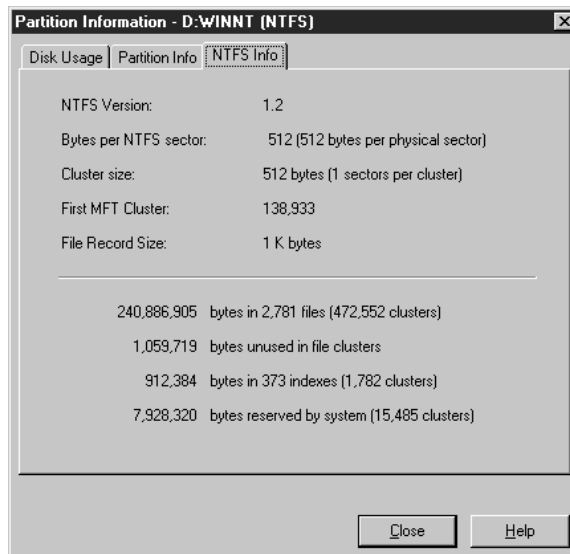 Partition Information - D:WINNT (NTFS)
Disk Usage Partition Info NTFS Info
NTFS Version: 1.2
Bytes per NTFS sector: 512 (512 bytes per physical sector)
Cluster size: 512 bytes (1 sectors per cluster)
First MFT Cluster: 138,933
File Record Size: 1 K bytes
240,886,905 bytes in 2,781 files (472,552 clusters)
1,059,719 bytes unused in file clusters
912,384 bytes in 373 indexes (1,782 clusters)
7,928,320 bytes reserved by system (15,485 clusters)
Close Help